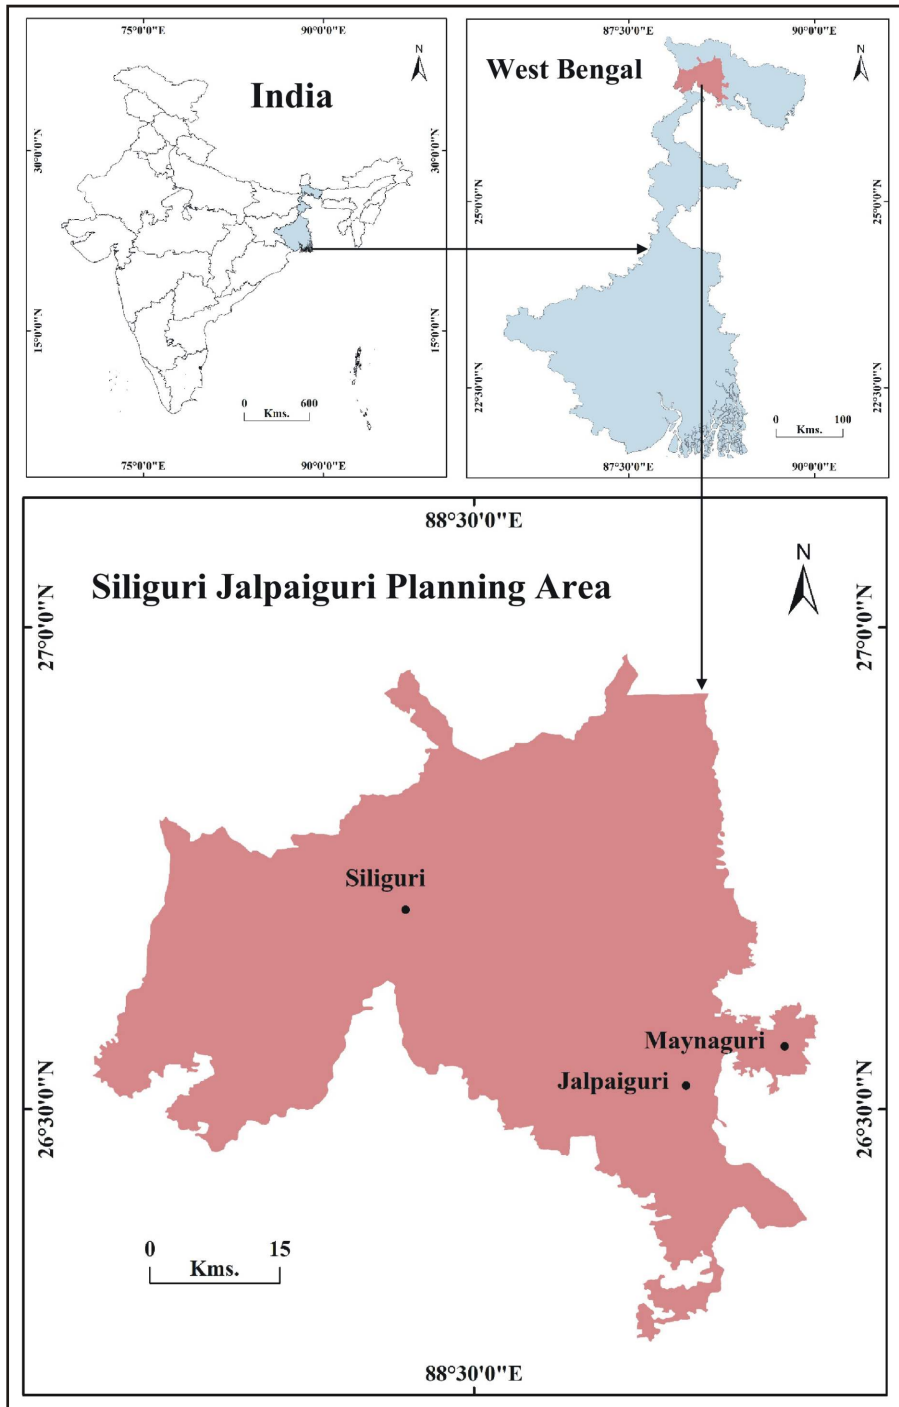 75°0'0"E 90°0'0"E
N
India
30°0'0"N 30°0'0"N
15°0'0"N 15°0'0"N
0 600
Kms.
75°0'0"E 90°0'0"E
87°30'0"E 90°0'0"E
N
West Bengal
25°0'0"N 25°0'0"N
22°30'0"N 22°30'0"N
0 100
Kms.
87°30'0"E 90°0'0"E
88°30'0"E
N
Siliguri Jalpaiguri Planning Area
27°0'0"N 27°0'0"N
Siliguri
Maynaguri
Jalpaiguri
26°30'0"N 26°30'0"N
0 15
Kms.
88°30'0"E